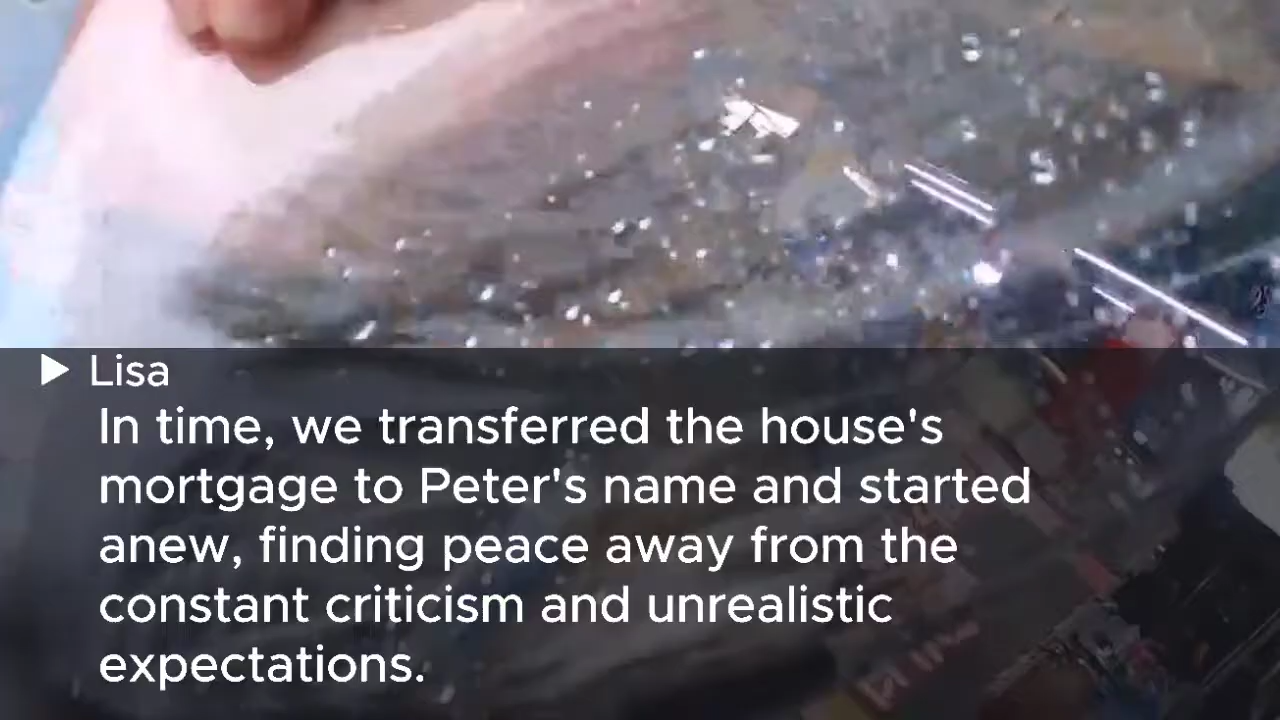 Lisa
In time, we transferred the house's
mortgage to Peter's name and started
anew, finding peace away from the
constant criticism and unrealistic
expectations.